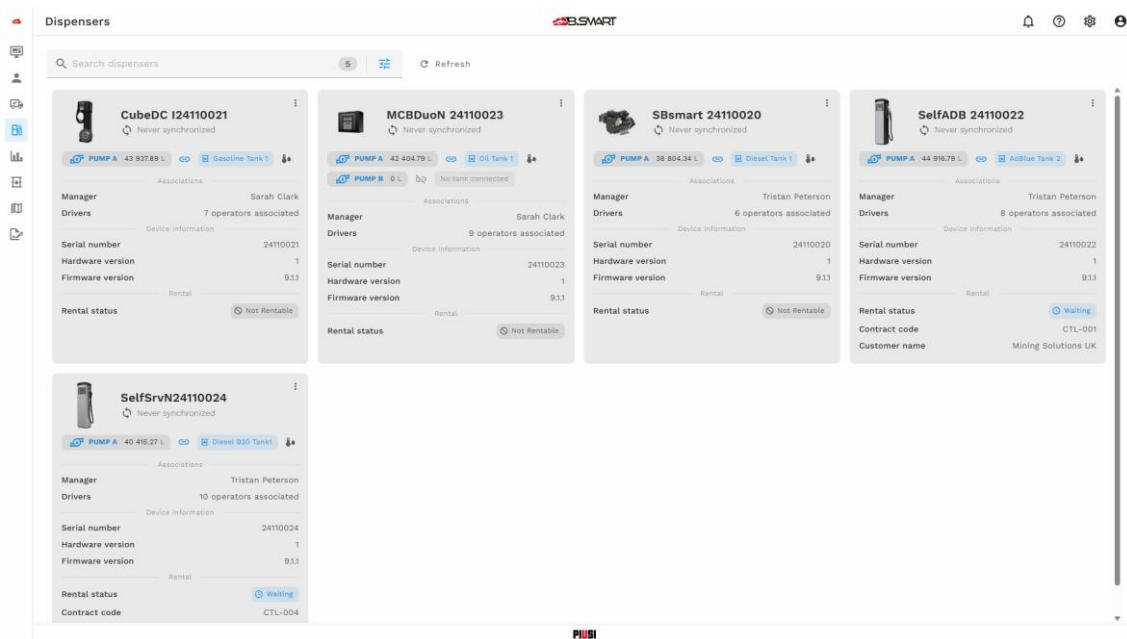 Dispensers
B.SMART
Search dispensers
5
Refresh
CubeDC I24110021
Never synchronized
PUMP A 43 937.89 L
Gasoline Tank 1
Associations
Manager Sarah Clark
Drivers 7 operators associated
Device information
Serial number 24110021
Hardware version 1
Firmware version 9.1.1
Rental
Rental status Not Rentable
MCBDuoN 24110023
Never synchronized
PUMP A 42 404.79 L
Oil Tank 1
PUMP B 0 L
No tank connected
Associations
Manager Sarah Clark
Drivers 9 operators associated
Device information
Serial number 24110023
Hardware version 1
Firmware version 9.1.1
Rental
Rental status Not Rentable
SBsmart 24110020
Never synchronized
PUMP A 38 804.34 L
Diesel Tank 1
Associations
Manager Tristan Peterson
Drivers 6 operators associated
Device information
Serial number 24110020
Hardware version 1
Firmware version 9.1.1
Rental
Rental status Not Rentable
SelfADB 24110022
Never synchronized
PUMP A 44 916.79 L
AdBlue Tank 2
Associations
Manager Tristan Peterson
Drivers 8 operators associated
Device information
Serial number 24110022
Hardware version 1
Firmware version 9.1.1
Rental
Rental status Waiting
Contract code CTL-001
Customer name Mining Solutions UK
SelfSrvN24110024
Never synchronized
PUMP A 40 415.27 L
Diesel B20 Tank1
Associations
Manager Tristan Peterson
Drivers 10 operators associated
Device information
Serial number 24110024
Hardware version 1
Firmware version 9.1.1
Rental
Rental status Waiting
Contract code CTL-004
PIUSI